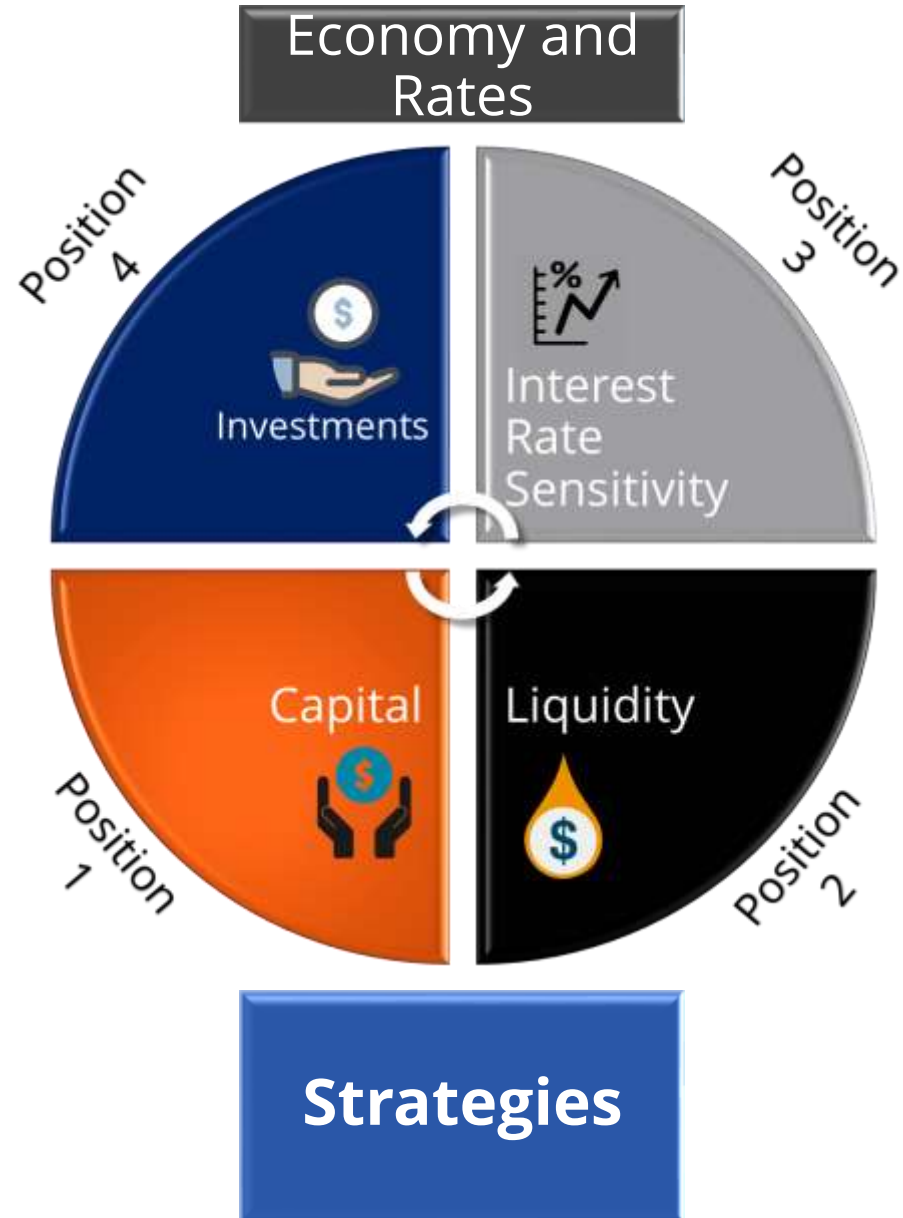 Economy and
Rates
Position
4
Position
3
$
%
Investments
Interest
Rate
Sensitivity
Capital
Liquidity
$
$
Position
1
Position
2
Strategies